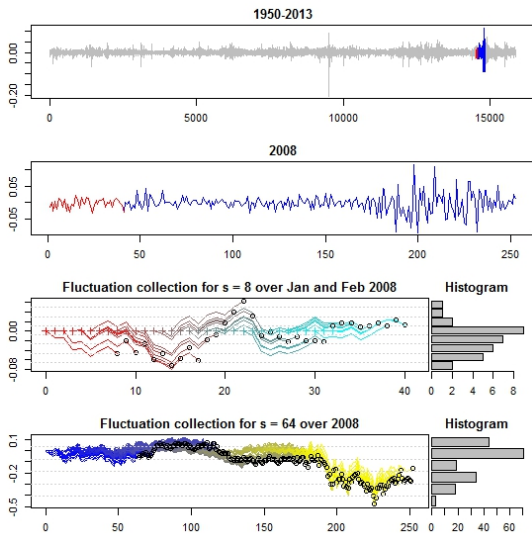 1950-2013
0.00
-0.20
0 5000 10000 15000
2008
0.05
-0.05
0 50 100 150 200 250
Fluctuation collection for s = 8 over Jan and Feb 2008
Histogram
0.00
-0.08
0 10 20 30 40
0 2 4 6 8
Fluctuation collection for s = 64 over 2008
Histogram
0.1
-0.2
-0.5
0 50 100 150 200 250
0 20 40 60